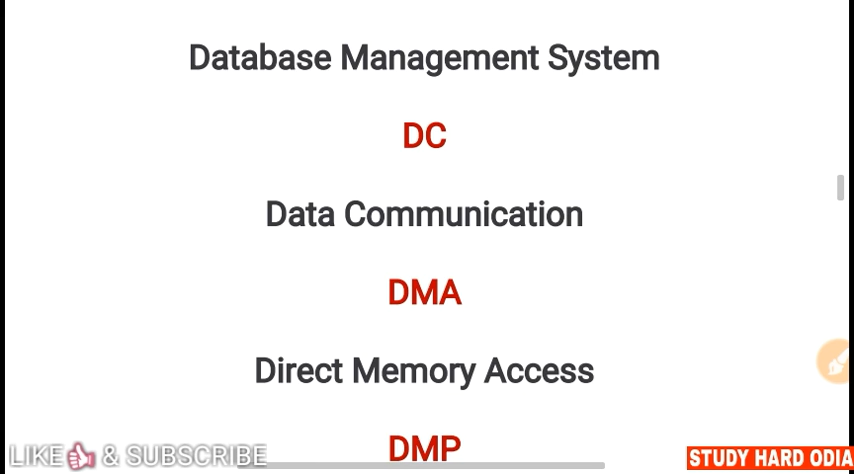 Database Management System
DC
Data Communication
DMA
Direct Memory Access
DMP
LIKE & SUBSCRIBE
STUDY HARD ODIA